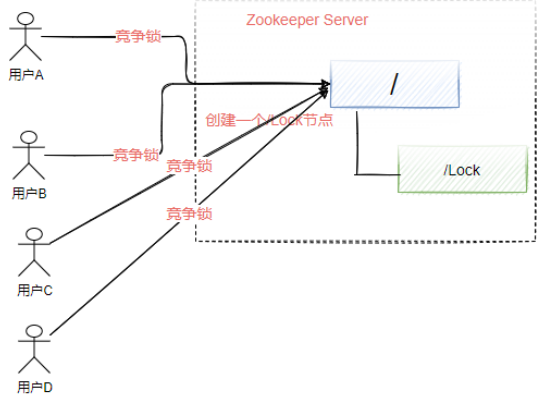 Zookeeper Server
竞争锁
用户A
/
创建一个/Lock节点
竞争锁
竞争锁
/Lock
用户B
竞争锁
用户C
用户D